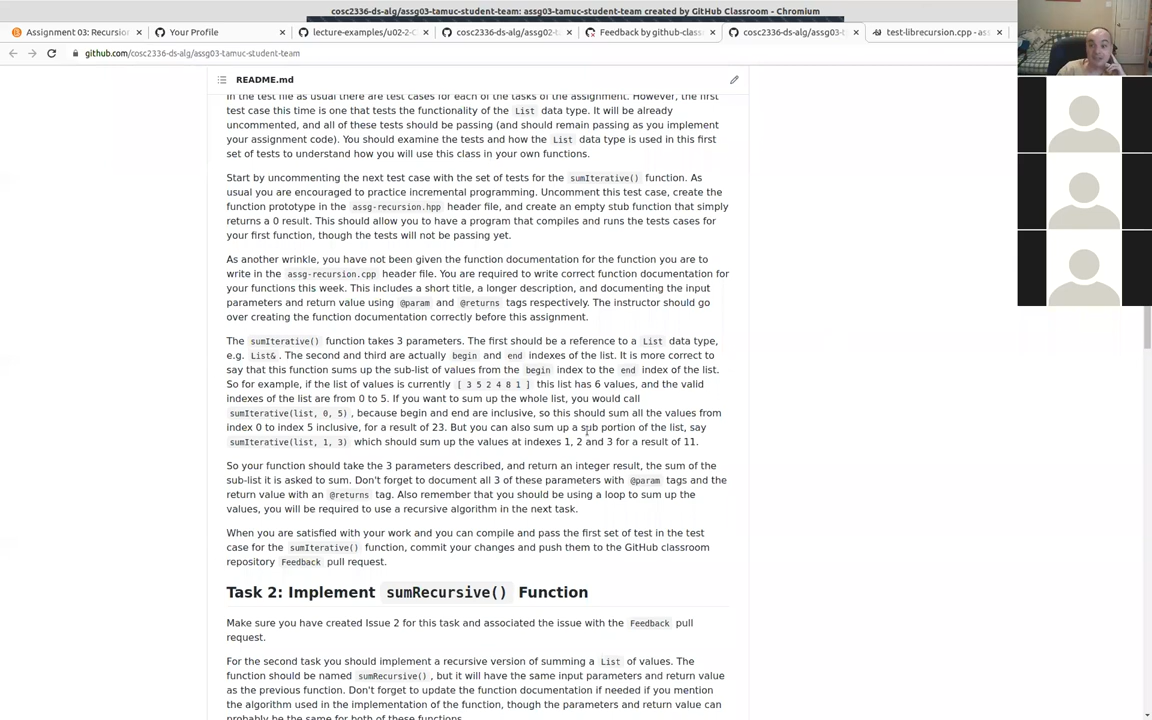 cosc2336-ds-alg/assg03-tamuc-student-team: assg03-tamuc-student-team created by GitHub Classroom - Chromium
Assignment 03: Recursion
Your Profile
lecture-examples/u02-2-C
cosc2336-ds-alg/assg02-t
Feedback by github-class
cosc2336-ds-alg/assg03-t
test-librecursion.cpp - ass
github.com/cosc2336-ds-alg/assg03-tamuc-student-team
README.md
In the test file as usual there are test cases for each of the tasks of the assignment. However, the first
test case this time is one that tests the functionality of the List data type. It will be already
uncommented, and all of these tests should be passing (and should remain passing as you implement
your assignment code). You should examine the tests and how the List data type is used in this first
set of tests to understand how you will use this class in your own functions.
Start by uncommenting the next test case with the set of tests for the sumIterative() function. As
usual you are encouraged to practice incremental programming. Uncomment this test case, create the
function prototype in the assg-recursion.hpp header file, and create an empty stub function that simply
returns a 0 result. This should allow you to have a program that compiles and runs the tests cases for
your first function, though the tests will not be passing yet.
As another wrinkle, you have not been given the function documentation for the function you are to
write in the assg-recursion.cpp header file. You are required to write correct function documentation for
your functions this week. This includes a short title, a longer description, and documenting the input
parameters and return value using @param and @returns tags respectively. The instructor should go
over creating the function documentation correctly before this assignment.
The sumIterative() function takes 3 parameters. The first should be a reference to a List data type,
e.g. List& . The second and third are actually begin and end indexes of the list. It is more correct to
say that this function sums up the sub-list of values from the begin index to the end index of the list.
So for example, if the list of values is currently [ 3 5 2 4 8 1 ] this list has 6 values, and the valid
indexes of the list are from 0 to 5. If you want to sum up the whole list, you would call
sumIterative(list, 0, 5) , because begin and end are inclusive, so this should sum all the values from
index 0 to index 5 inclusive, for a result of 23. But you can also sum up a sub portion of the list, say
sumIterative(list, 1, 3) which should sum up the values at indexes 1, 2 and 3 for a result of 11.
So your function should take the 3 parameters described, and return an integer result, the sum of the
sub-list it is asked to sum. Don't forget to document all 3 of these parameters with @param tags and the
return value with an @returns tag. Also remember that you should be using a loop to sum up the
values, you will be required to use a recursive algorithm in the next task.
When you are satisfied with your work and you can compile and pass the first set of test in the test
case for the sumIterative() function, commit your changes and push them to the GitHub classroom
repository Feedback pull request.
Task 2: Implement sumRecursive() Function
Make sure you have created Issue 2 for this task and associated the issue with the Feedback pull
request.
For the second task you should implement a recursive version of summing a List of values. The
function should be named sumRecursive() , but it will have the same input parameters and return value
as the previous function. Don't forget to update the function documentation if needed if you mention
the algorithm used in the implementation of the function, though the parameters and return value can
probably be the same for both of these functions.